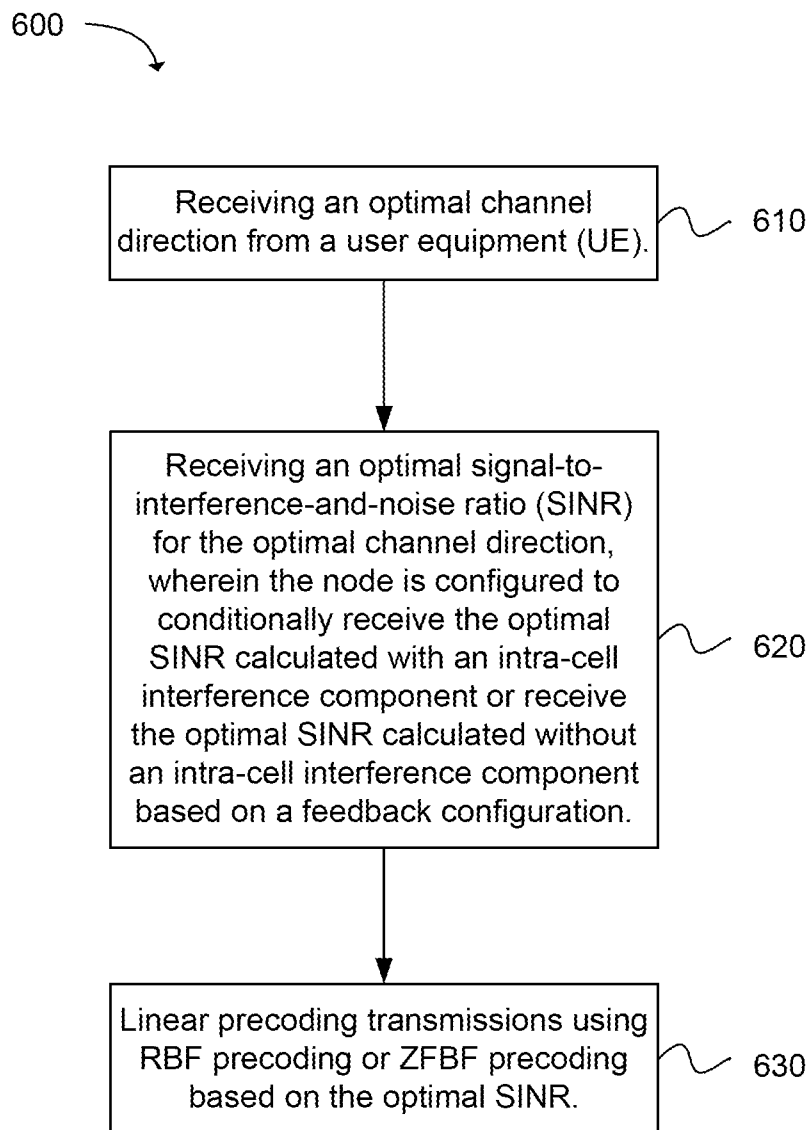 600
Receiving an optimal channel
direction from a user equipment (UE).
610
Receiving an optimal signal-to-
interference-and-noise ratio (SINR)
for the optimal channel direction,
wherein the node is configured to
conditionally receive the optimal
SINR calculated with an intra-cell
interference component or receive
the optimal SINR calculated without
an intra-cell interference component
based on a feedback configuration.
620
Linear precoding transmissions using
RBF precoding or ZFBF precoding
based on the optimal SINR.
630